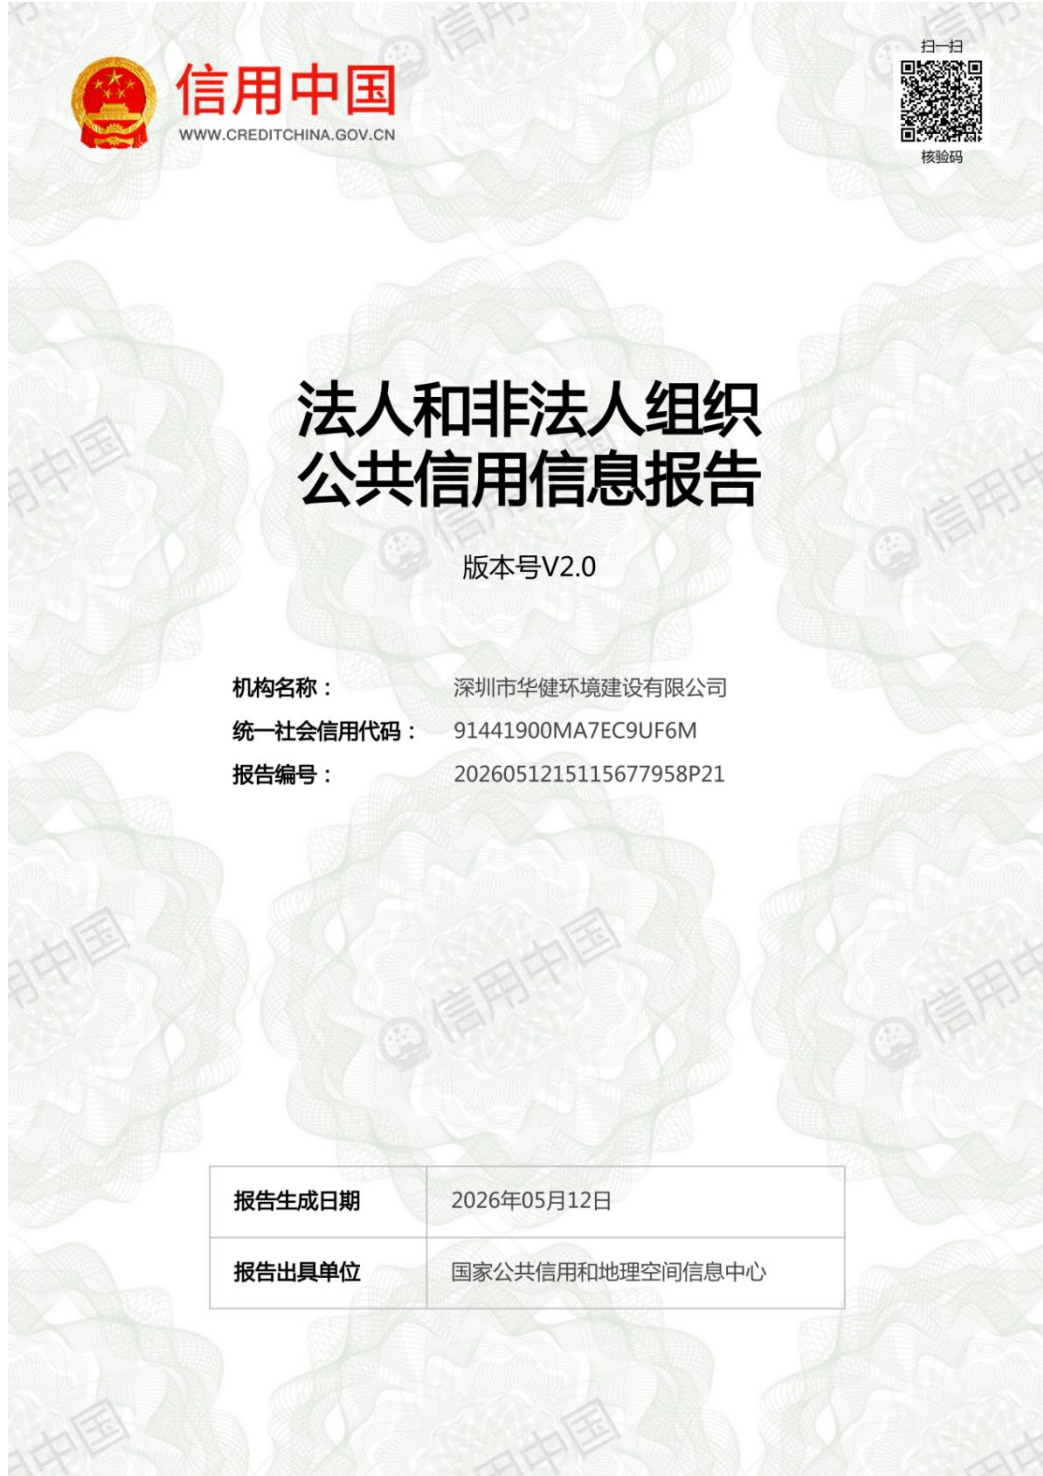 信用中国
WWW.CREDITCHINA.GOV.CN
扫一扫
核验码
法人和非法人组织
公共信用信息报告
版本号V2.0
机构名称： 深圳市华健环境建设有限公司
统一社会信用代码： 91441900MA7EC9UF6M
报告编号： 2026051215115677958P21
报告生成日期 2026年05月12日
报告出具单位 国家公共信用和地理空间信息中心